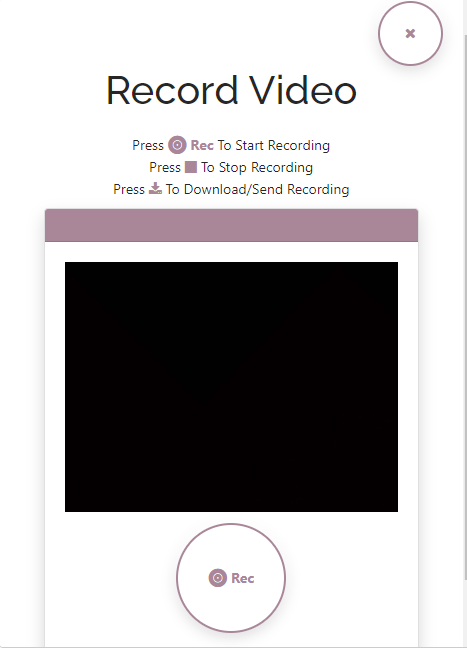 Record Video
Press Rec To Start Recording
Press To Stop Recording
Press To Download/Send Recording
Rec